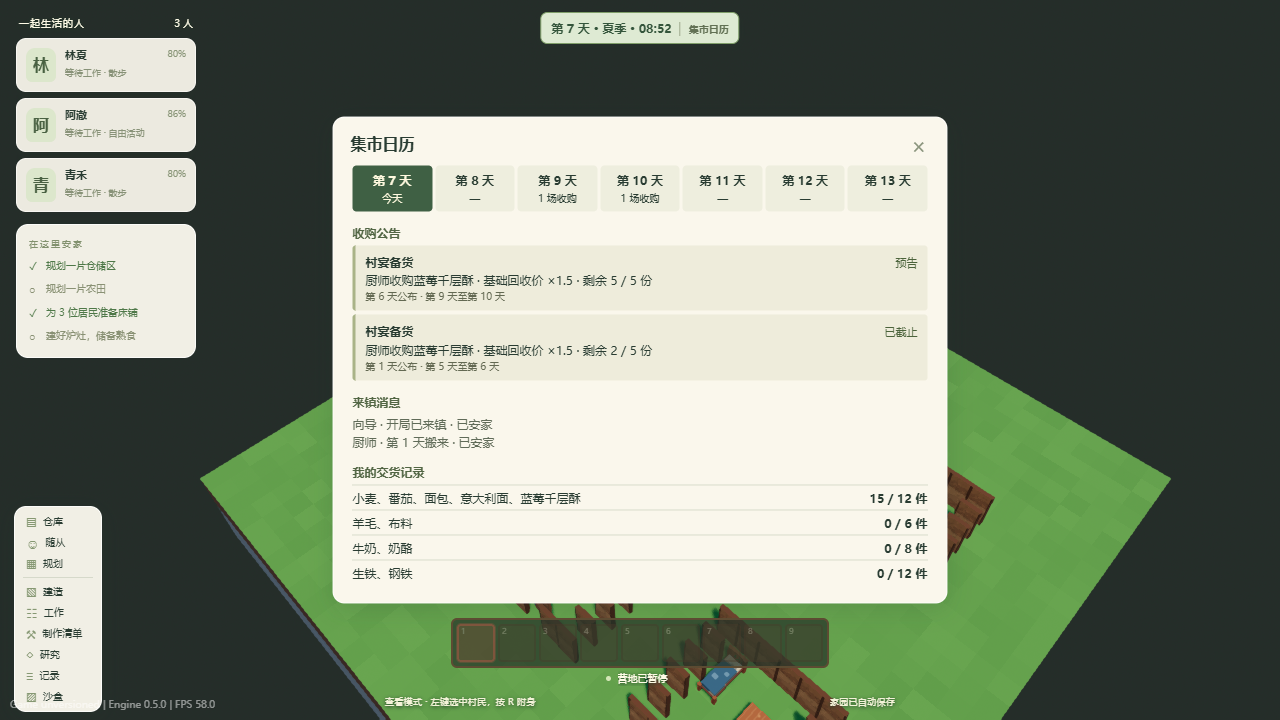 一起生活的人 3 人
林 林夏 80%
等待工作 · 散步
阿 阿澈 86%
等待工作 · 自由活动
青 青禾 80%
等待工作 · 散步
在这里安家
✓ 规划一片仓储区
○ 规划一片农田
✓ 为 3 位居民准备床铺
○ 建好炉灶，储备熟食
第 7 天 • 夏季 • 08:52 | 集市日历
集市日历 ×
第 7 天 第 8 天 第 9 天 第 10 天 第 11 天 第 12 天 第 13 天
今天 — 1 场收购 1 场收购 — — —
收购公告
村宴备货 预告
厨师收购蓝莓千层酥 · 基础回收价 ×1.5 · 剩余 5 / 5 份
第 6 天公布 · 第 9 天至第 10 天
村宴备货 已截止
厨师收购蓝莓千层酥 · 基础回收价 ×1.5 · 剩余 2 / 5 份
第 1 天公布 · 第 5 天至第 6 天
来镇消息
向导 · 开局已来镇 · 已安家
厨师 · 第 1 天搬来 · 已安家
我的交货记录
小麦、番茄、面包、意大利面、蓝莓千层酥 15 / 12 件
羊毛、布料 0 / 6 件
牛奶、奶酪 0 / 8 件
生铁、钢铁 0 / 12 件
仓库
随从
规划
建造
工作
制作清单
研究
记录
沙盒
1 2 3 4 5 6 7 8 9
营地已暂停
查看模式 · 左键选中村民，按 R 附身
家园已自动保存
| Engine 0.5.0 | FPS 58.0